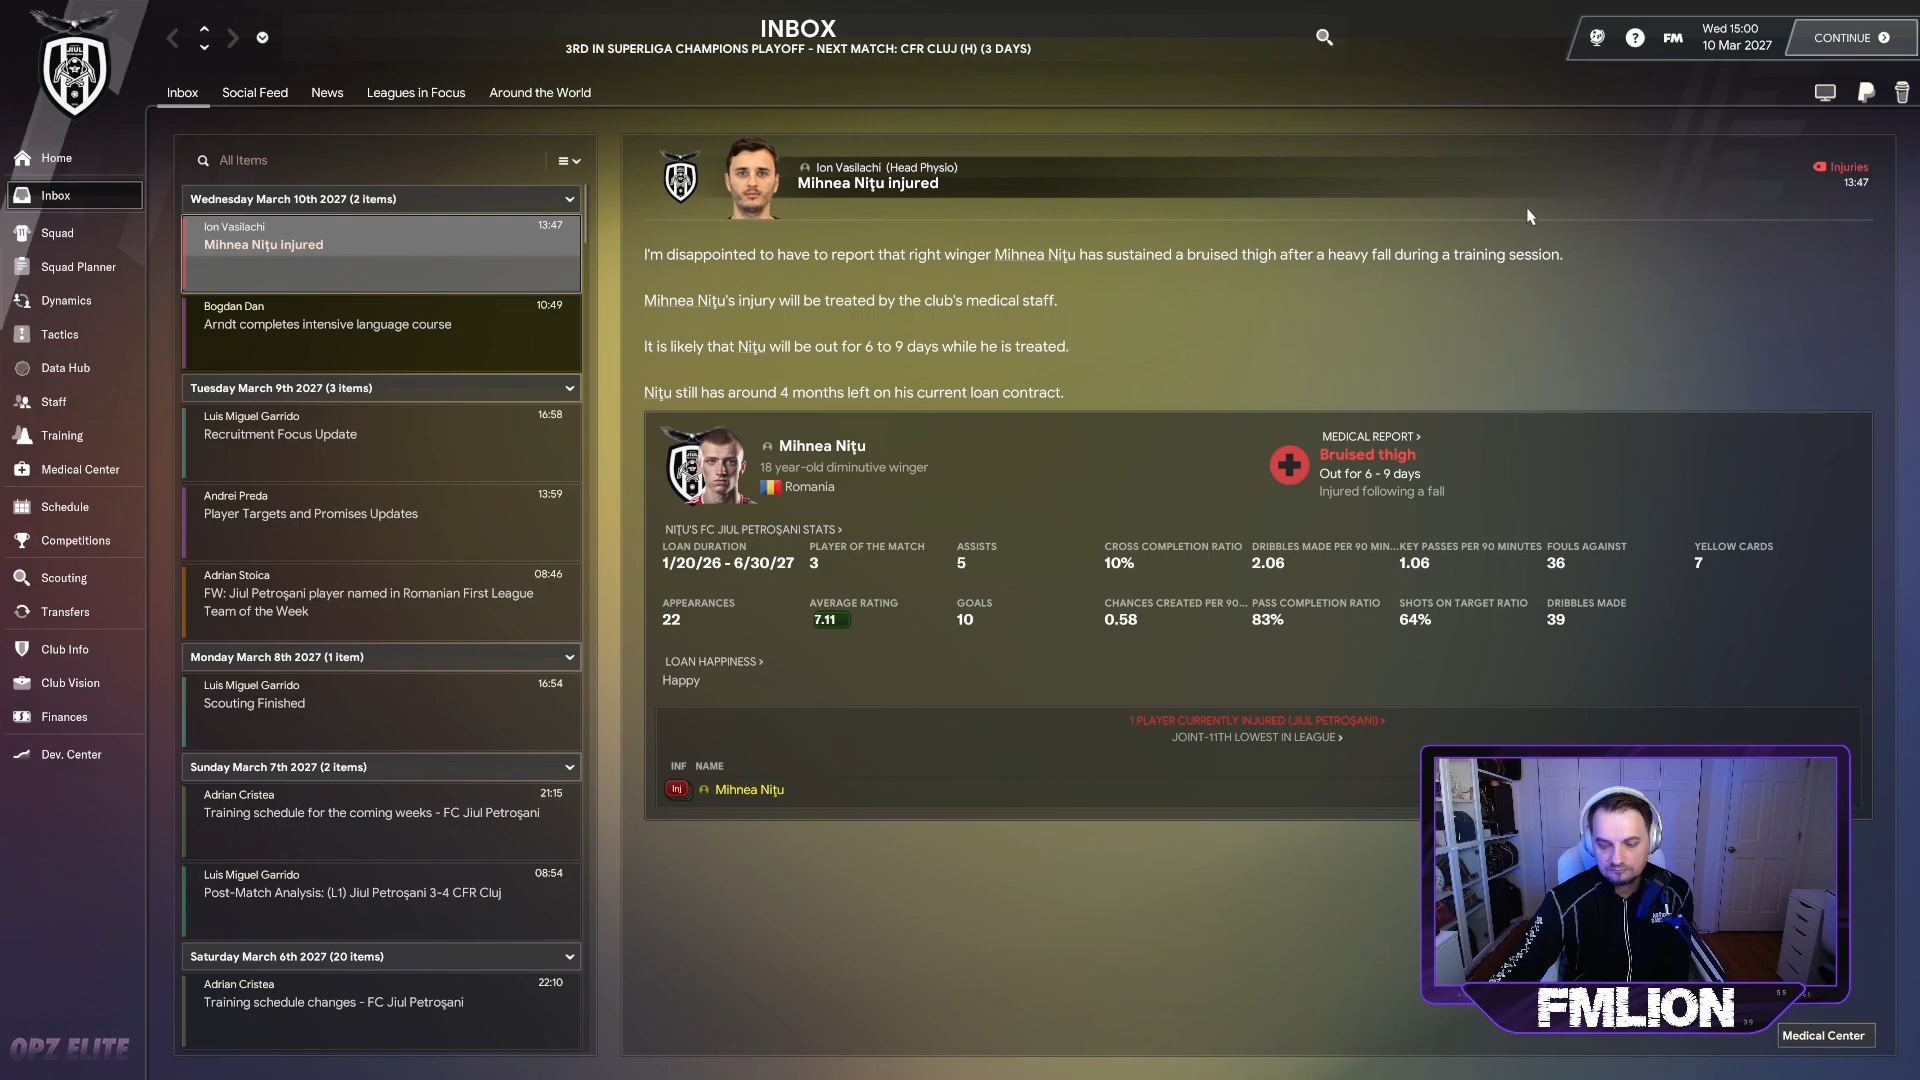 INBOX
3RD IN SUPERLIGA CHAMPIONS PLAYOFF - NEXT MATCH: CFR CLUJ (H) (3 DAYS)
FM
Wed 15:00
10 Mar 2027
CONTINUE
Inbox
Social Feed
News
Leagues in Focus
Around the World
Home
Inbox
Squad
Squad Planner
Dynamics
Tactics
Data Hub
Staff
Training
Medical Center
Schedule
Competitions
Scouting
Transfers
Club Info
Club Vision
Finances
Dev. Center
OPZ ELITE
All Items
Wednesday March 10th 2027 (2 items)
Ion Vasilachi 13:47
Mihnea Nițu injured
Bogdan Dan 10:49
Arndt completes intensive language course
Tuesday March 9th 2027 (3 items)
Luis Miguel Garrido 16:58
Recruitment Focus Update
Andrei Preda 13:59
Player Targets and Promises Updates
Adrian Stoica 08:46
FW: Jiul Petroșani player named in Romanian First League
Team of the Week
Monday March 8th 2027 (1 item)
Luis Miguel Garrido 16:54
Scouting Finished
Sunday March 7th 2027 (2 items)
Adrian Cristea 21:15
Training schedule for the coming weeks - FC Jiul Petroșani
Luis Miguel Garrido 08:54
Post-Match Analysis: (L1) Jiul Petroșani 3-4 CFR Cluj
Saturday March 6th 2027 (20 items)
Adrian Cristea 22:10
Training schedule changes - FC Jiul Petroșani
Ion Vasilachi (Head Physio)
Mihnea Nițu injured
Injuries
13:47
I'm disappointed to have to report that right winger Mihnea Nițu has sustained a bruised thigh after a heavy fall during a training session.
Mihnea Nițu's injury will be treated by the club's medical staff.
It is likely that Nițu will be out for 6 to 9 days while he is treated.
Nițu still has around 4 months left on his current loan contract.
Mihnea Nițu
18 year-old diminutive winger
Romania
MEDICAL REPORT >
Bruised thigh
Out for 6 - 9 days
Injured following a fall
NIȚU'S FC JIUL PETROȘANI STATS >
LOAN DURATION PLAYER OF THE MATCH ASSISTS CROSS COMPLETION RATIO DRIBBLES MADE PER 90 MIN... KEY PASSES PER 90 MINUTES FOULS AGAINST YELLOW CARDS
1/20/26 - 6/30/27 3 5 10% 2.06 1.06 36 7
APPEARANCES AVERAGE RATING GOALS CHANCES CREATED PER 90... PASS COMPLETION RATIO SHOTS ON TARGET RATIO DRIBBLES MADE
22 7.11 10 0.58 83% 64% 39
LOAN HAPPINESS >
Happy
1 PLAYER CURRENTLY INJURED (JIUL PETROȘANI) >
JOINT-11TH LOWEST IN LEAGUE >
INF NAME
Inj Mihnea Nițu
FMLION
Medical Center